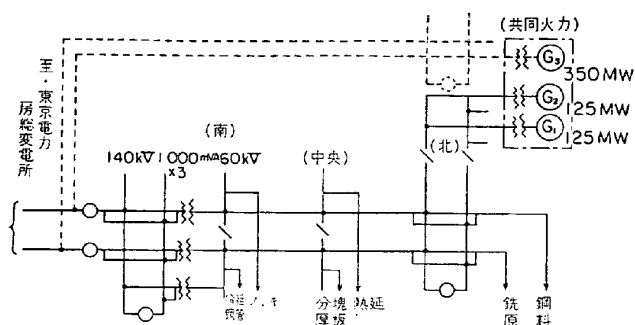 (共同火力)
G₃
350MW
G₂
125MW
G₁
125MW
至・東京電力
房総変電所
(南)
(中央)
(北)
140kV 1000mVA 60kV
x3
分塊
厚板
熱延
銑原
鋼料